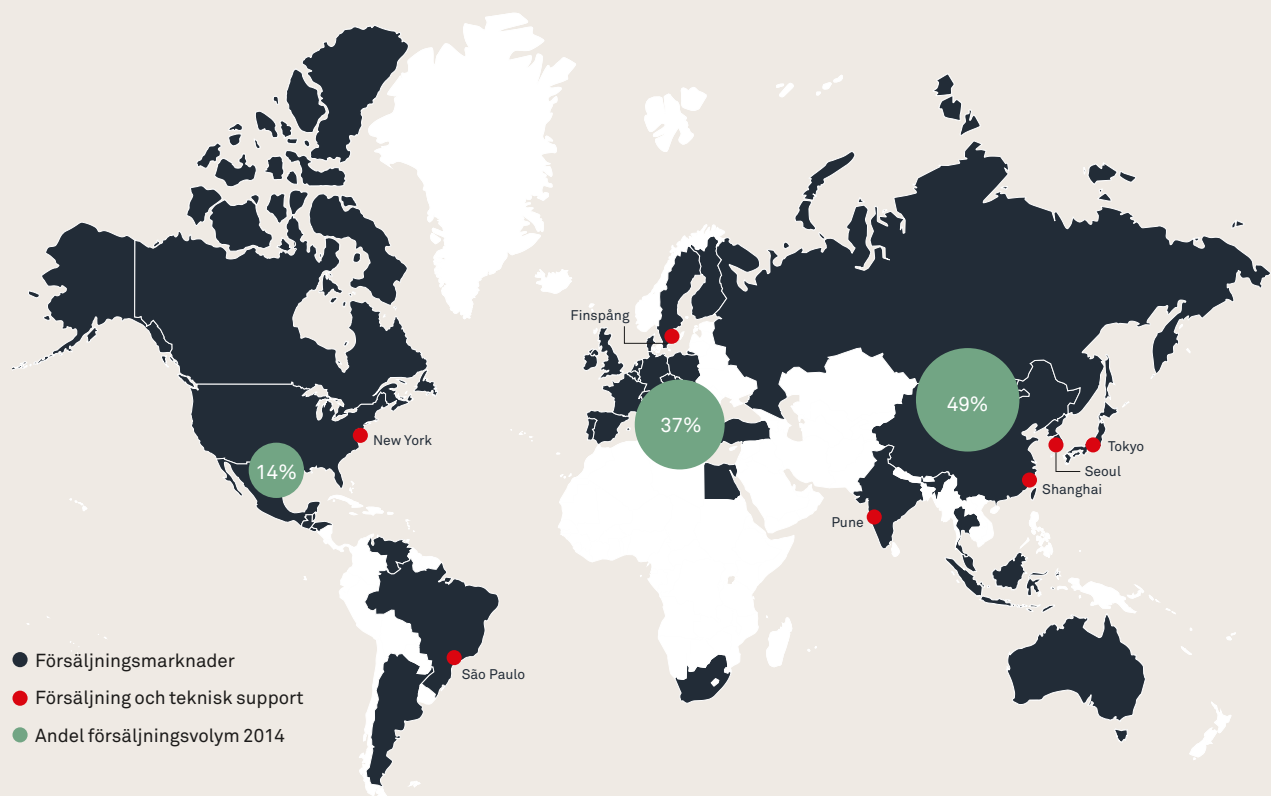 Finspång
49%
37%
New York
Tokyo
14%
Seoul
Shanghai
Pune
Försäljningsmarknader
São Paulo
Försäljning och teknisk support
Andel försäljningsvolym 2014